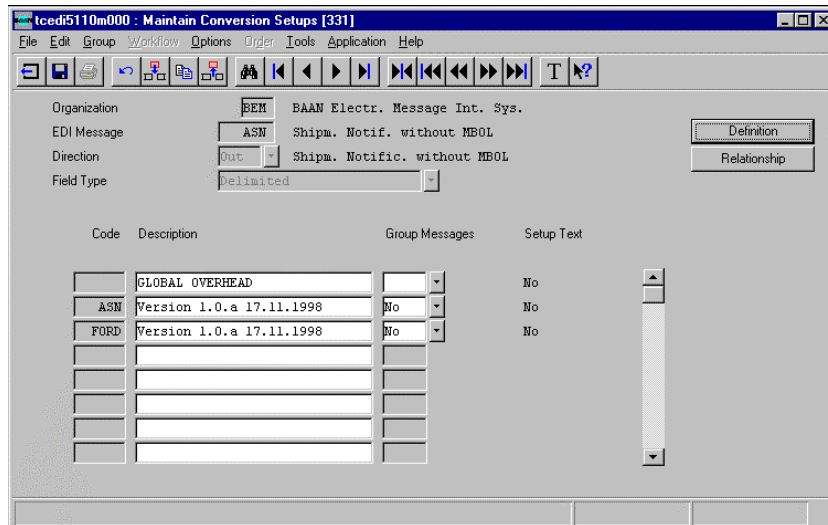 tcedi5110m000 : Maintain Conversion Setups [331]
File Edit Group Workflow Options Order Tools Application Help
T
Organization BEM BAAN Electr. Message Int. Sys.
EDI Message ASN Shipm. Notif. without MBOL Definition
Direction Out Shipm. Notific. without MBOL Relationship
Field Type Delimited
Code Description Group Messages Setup Text
GLOBAL OVERHEAD No
ASN Version 1.0.a 17.11.1998 No No
FORD Version 1.0.a 17.11.1998 No No